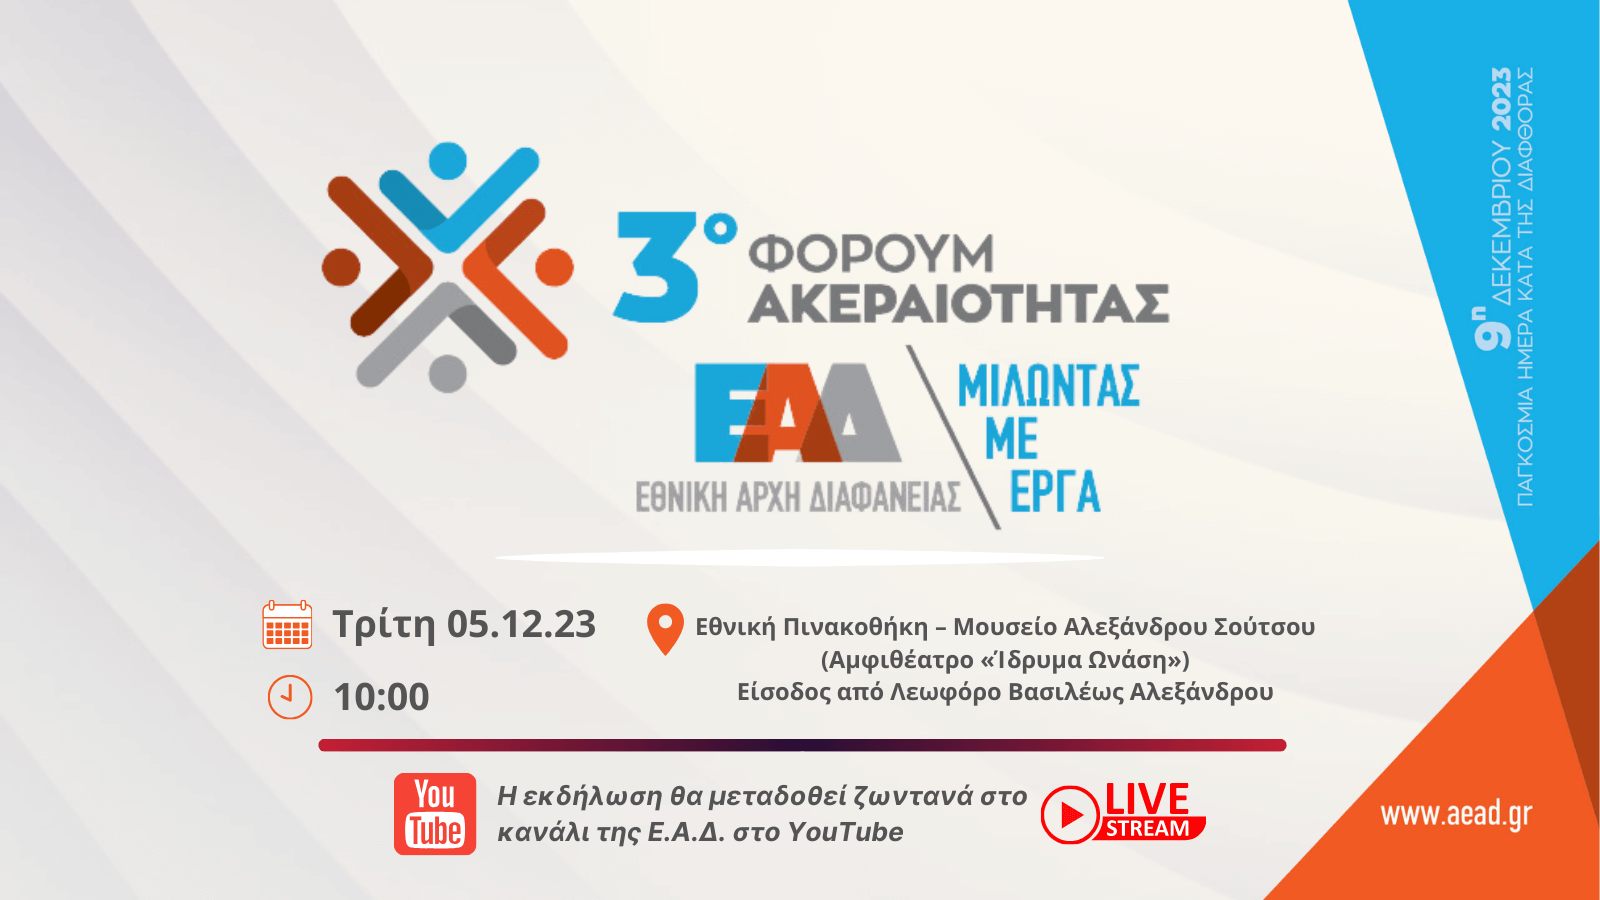 3° ΦΟΡΟΥΜ
ΑΚΕΡΑΙΟΤΗΤΑΣ
ΕΑΔ
ΕΘΝΙΚΗ ΑΡΧΗ ΔΙΑΦΑΝΕΙΑΣ
ΜΙΛΩΝΤΑΣ
ΜΕ
ΕΡΓΑ
9η ΔΕΚΕΜΒΡΙΟΥ 2023
ΠΑΓΚΟΣΜΙΑ ΗΜΕΡΑ ΚΑΤΑ ΤΗΣ ΔΙΑΦΘΟΡΑΣ
Τρίτη 05.12.23
10:00
Εθνική Πινακοθήκη – Μουσείο Αλεξάνδρου Σούτσου
(Αμφιθέατρο «Ίδρυμα Ωνάση»)
Είσοδος από Λεωφόρο Βασιλέως Αλεξάνδρου
You
Tube
Η εκδήλωση θα μεταδοθεί ζωντανά στο
κανάλι της Ε.Α.Δ. στο YouTube
LIVE
STREAM
www.aead.gr